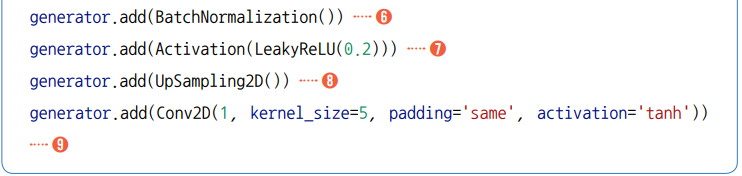 generator.add(BatchNormalization()) ····· ❻
generator.add(Activation(LeakyReLU(0.2))) ····· ❼
generator.add(UpSampling2D()) ····· ❽
generator.add(Conv2D(1, kernel_size=5, padding='same', activation='tanh'))
····· ❾